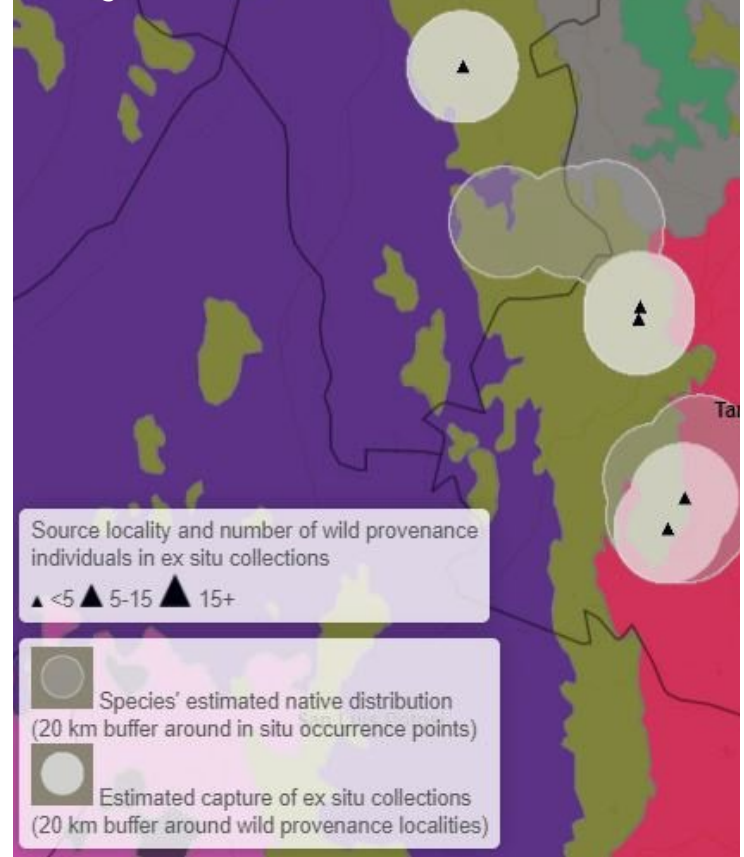 Tar
Source locality and number of wild provenance
individuals in ex situ collections
<5 5-15 15+
Species' estimated native distribution
(20 km buffer around in situ occurrence points)
Estimated capture of ex situ collections
(20 km buffer around wild provenance localities)